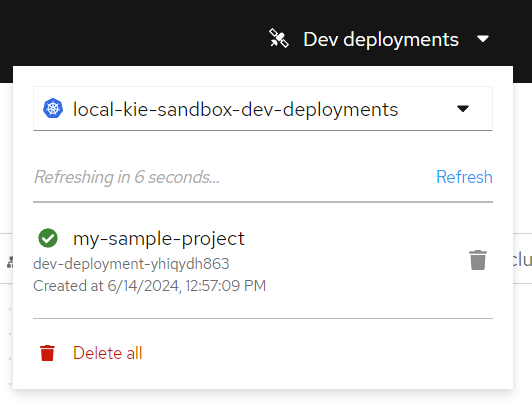 Dev deployments
local-kie-sandbox-dev-deployments
Refreshing in 6 seconds... Refresh
my-sample-project
dev-deployment-yhiqydh863
Created at 6/14/2024, 12:57:09 PM
Delete all